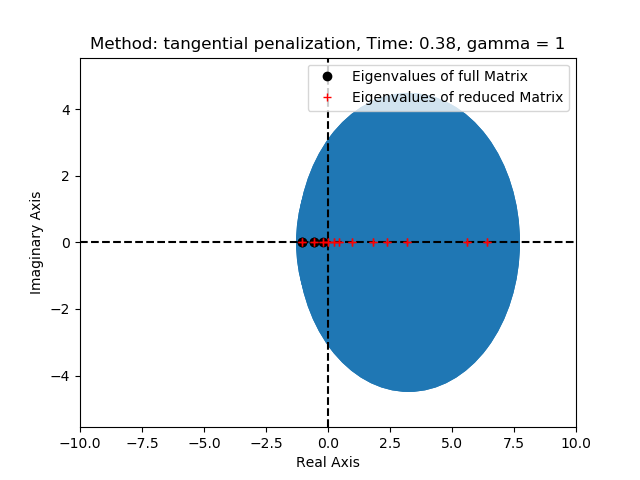 Method: tangential penalization, Time: 0.38, gamma = 1
Eigenvalues of full Matrix
Eigenvalues of reduced Matrix
Imaginary Axis
4
2
0
−2
−4
−10.0 −7.5 −5.0 −2.5 0.0 2.5 5.0 7.5 10.0
Real Axis